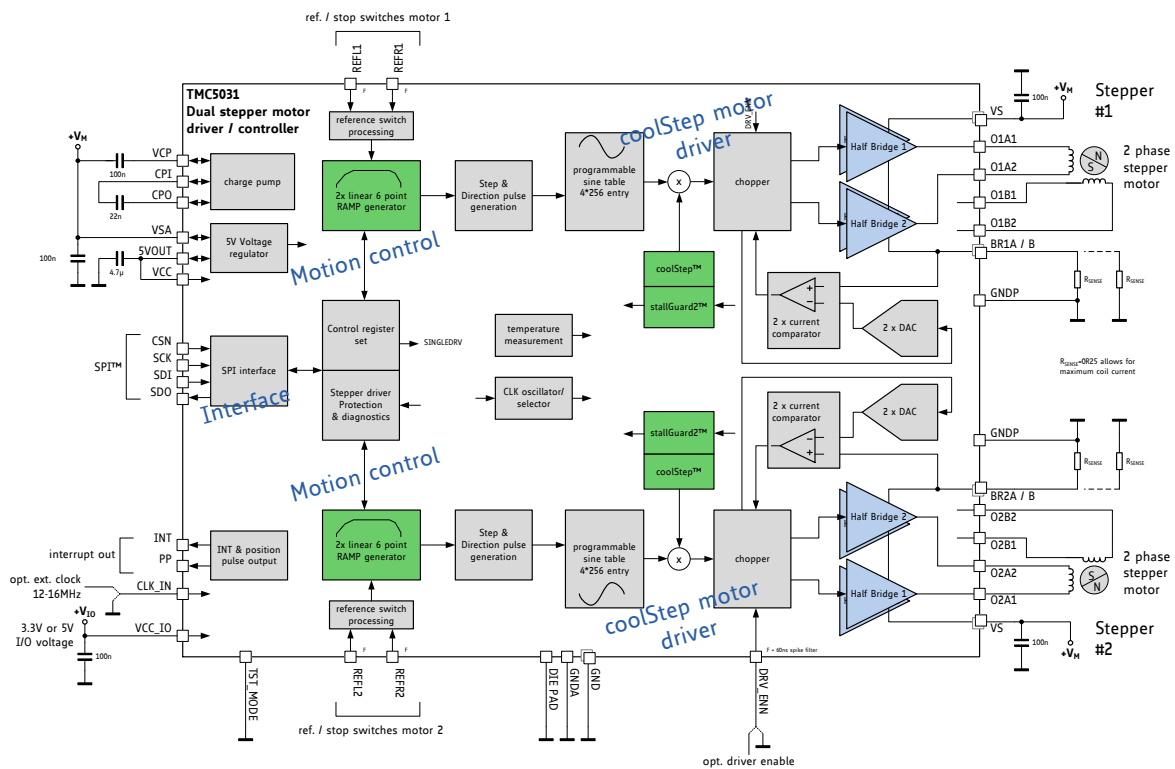 ref. / stop switches motor 1
REFL1
REFR1
F
F
TMC5031
Dual stepper motor
driver / controller
reference switch
processing
coolStep motor
driver
DRV_ENN
+VM
VCP
100n
CPI
CPO
22n
charge pump
VSA
5VOUT
VCC
100n
4.7µ
5V Voltage
regulator
2x linear 6 point
RAMP generator
Step &
Direction pulse
generation
programmable
sine table
4*256 entry
x
chopper
Half Bridge 1
Half Bridge 2
VS
100n
+VM
Stepper
#1
O1A1
O1A2
O1B1
O1B2
BR1A / B
GNDP
N
S
2 phase
stepper
motor
RSENSE
RSENSE
Motion control
coolStep™
stallGuard2™
+
−
2 x current
comparator
2 x DAC
RSENSE=0R25 allows for
maximum coil current
SPI™
CSN
SCK
SDI
SDO
SPI interface
Interface
Control register
set
SINGLEDRV
Stepper driver
Protection
& diagnostics
temperature
measurement
CLK oscillator/
selector
Motion control
stallGuard2™
coolStep™
2 x current
comparator
+
−
2 x DAC
GNDP
RSENSE
RSENSE
BR2A / B
O2B2
O2B1
O2A2
O2A1
VS
interrupt out
INT
PP
INT & position
pulse output
opt. ext. clock
12-16MHz
CLK_IN
+VIO
3.3V or 5V
I/O voltage
VCC_IO
100n
2x linear 6 point
RAMP generator
Step &
Direction pulse
generation
programmable
sine table
4*256 entry
x
chopper
Half Bridge 2
Half Bridge 1
S
N
2 phase
stepper
motor
100n
+VM
Stepper
#2
reference switch
processing
coolStep motor
driver
F
F
F = 60ns spike filter
TST_MODE
REFL2
REFR2
DIE PAD
GNDA
GND
DRV_ENN
ref. / stop switches motor 2
opt. driver enable